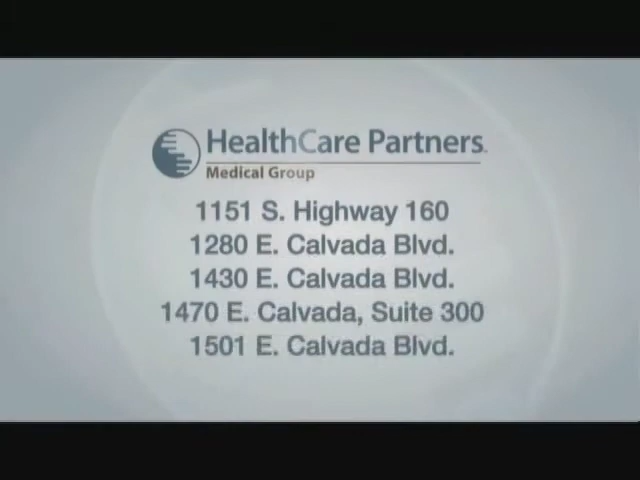 HealthCare Partners.
Medical Group
1151 S. Highway 160
1280 E. Calvada Blvd.
1430 E. Calvada Blvd.
1470 E. Calvada, Suite 300
1501 E. Calvada Blvd.